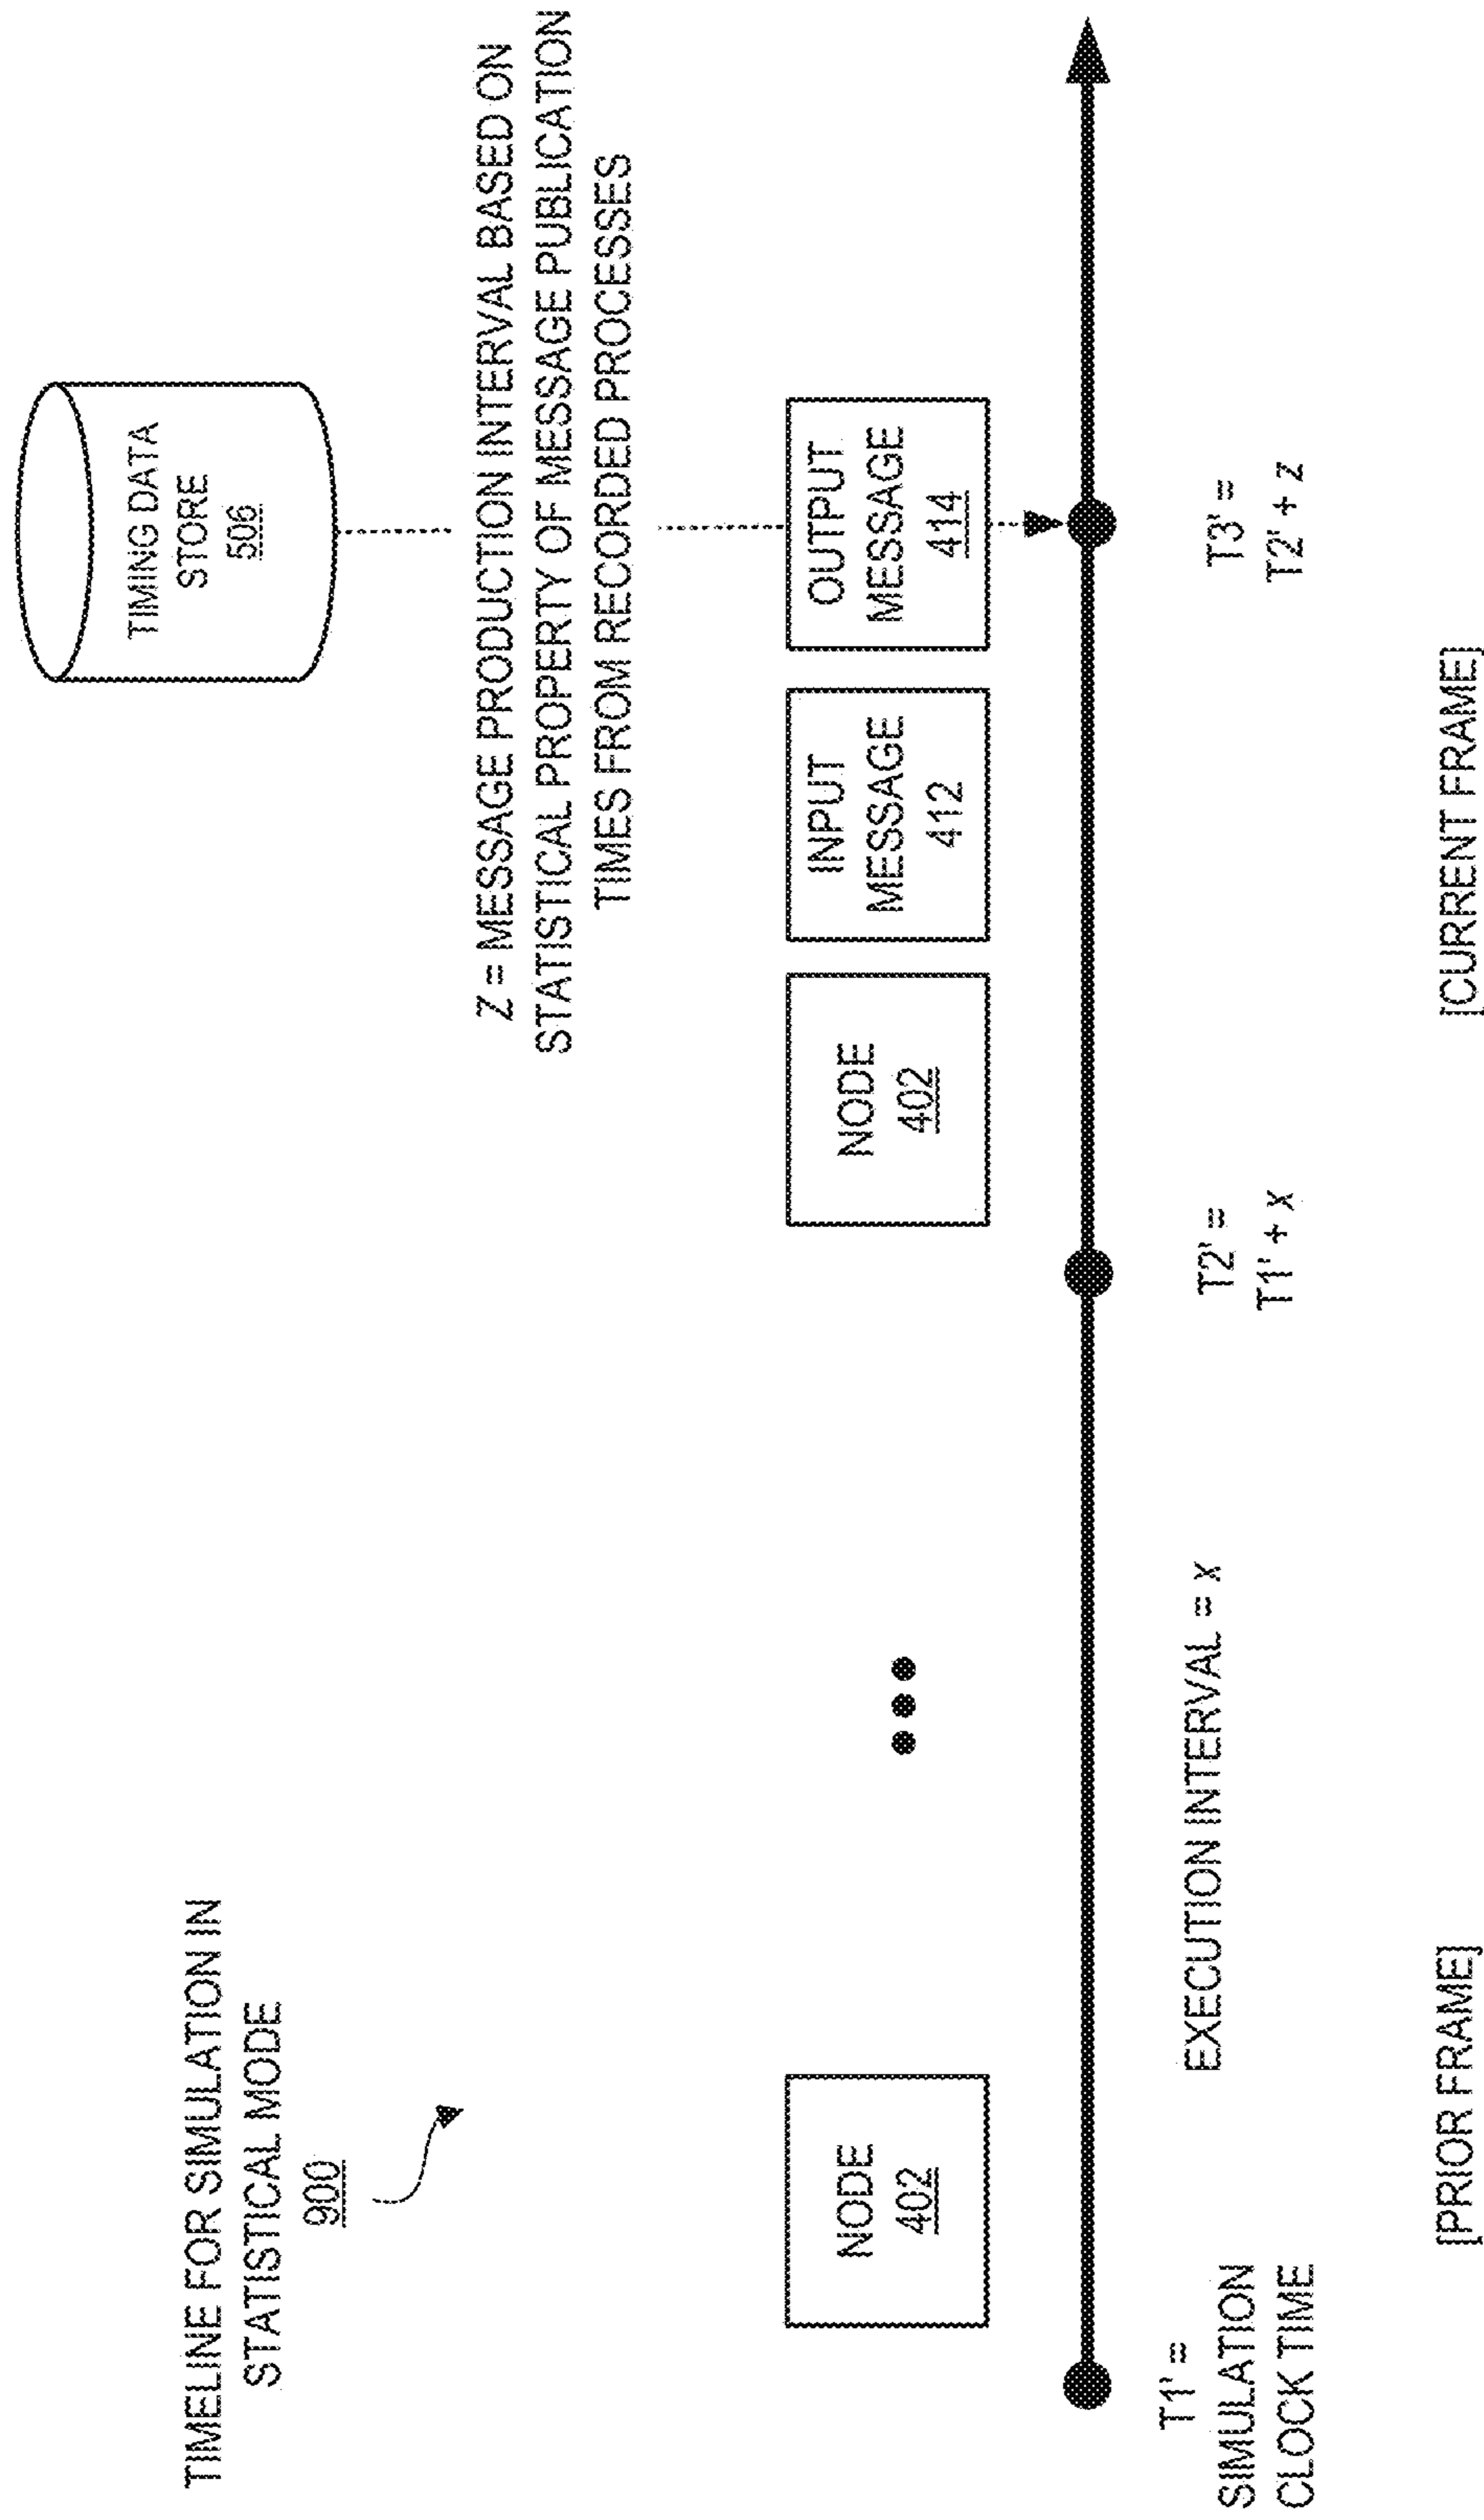 TIMELINE FOR SIMULATION IN
STATISTICAL MODE
900
TIMING DATA
STORE
506
Z = MESSAGE PRODUCTION INTERVAL BASED ON
STATISTICAL PROPERTY OF MESSAGE PUBLICATION
TIMES FROM RECORDED PROCESSES
NODE
402
NODE
402
INPUT
MESSAGE
412
OUTPUT
MESSAGE
414
T1' =
SIMULATION
CLOCK TIME
EXECUTION INTERVAL = x
T2' =
T1' + x
T3' =
T2' + z
[PRIOR FRAME]
[CURRENT FRAME]